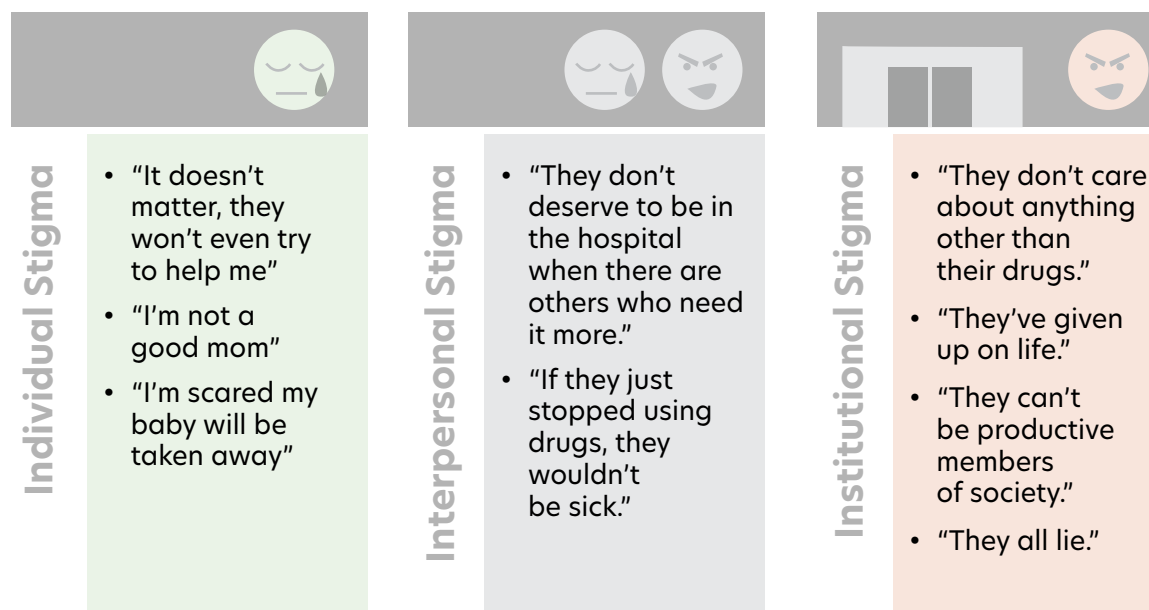 Individual Stigma
• “It doesn’t
matter, they
won’t even try
to help me”
• “I’m not a
good mom”
• “I’m scared my
baby will be
taken away”
Interpersonal Stigma
• “They don’t
deserve to be in
the hospital
when there are
others who need
it more.”
• “If they just
stopped using
drugs, they
wouldn’t
be sick.”
Institutional Stigma
• “They don’t care
about anything
other than
their drugs.”
• “They’ve given
up on life.”
• “They can’t
be productive
members
of society.”
• “They all lie.”